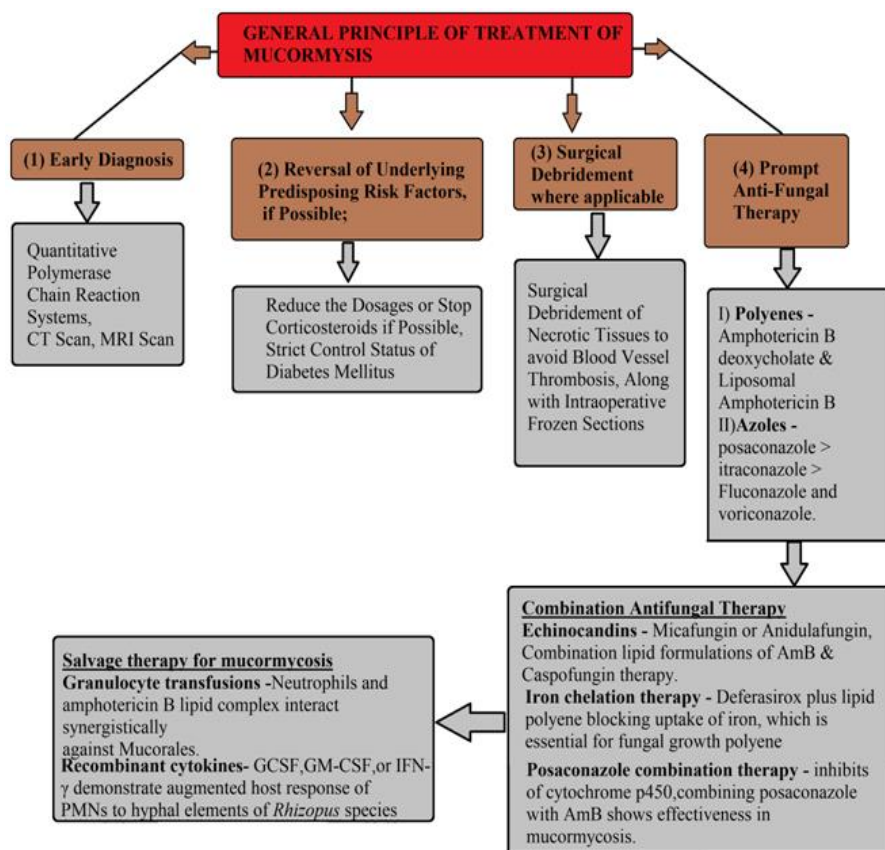 GENERAL PRINCIPLE OF TREATMENT OF
MUCORMYSIS
(1) Early Diagnosis
Quantitative
Polymerase
Chain Reaction
Systems,
CT Scan, MRI Scan
(2) Reversal of Underlying
Predisposing Risk Factors,
if Possible;
Reduce the Dosages or Stop
Corticosteroids if Possible,
Strict Control Status of
Diabetes Mellitus
(3) Surgical
Debridement
where applicable
Surgical
Debridement of
Necrotic Tissues to
avoid Blood Vessel
Thrombosis, Along
with Intraoperative
Frozen Sections
(4) Prompt
Anti-Fungal
Therapy
I) Polyenes -
Amphotericin B
deoxycholate &
Liposomal
Amphotericin B
II)Azoles -
posaconazole >
itraconazole >
Fluconazole and
voriconazole.
Combination Antifungal Therapy
Echinocandins - Micafungin or Anidulafungin,
Combination lipid formulations of AmB &
Caspofungin therapy.
Iron chelation therapy - Deferasirox plus lipid
polyene blocking uptake of iron, which is
essential for fungal growth polyene
Posaconazole combination therapy - inhibits
of cytochrome p450,combining posaconazole
with AmB shows effectiveness in
mucormycosis.
Salvage therapy for mucormycosis
Granulocyte transfusions -Neutrophils and
amphotericin B lipid complex interact
synergistically
against Mucorales.
Recombinant cytokines- GCSF,GM-CSF,or IFN-
γ demonstrate augmented host response of
PMNs to hyphal elements of Rhizopus species